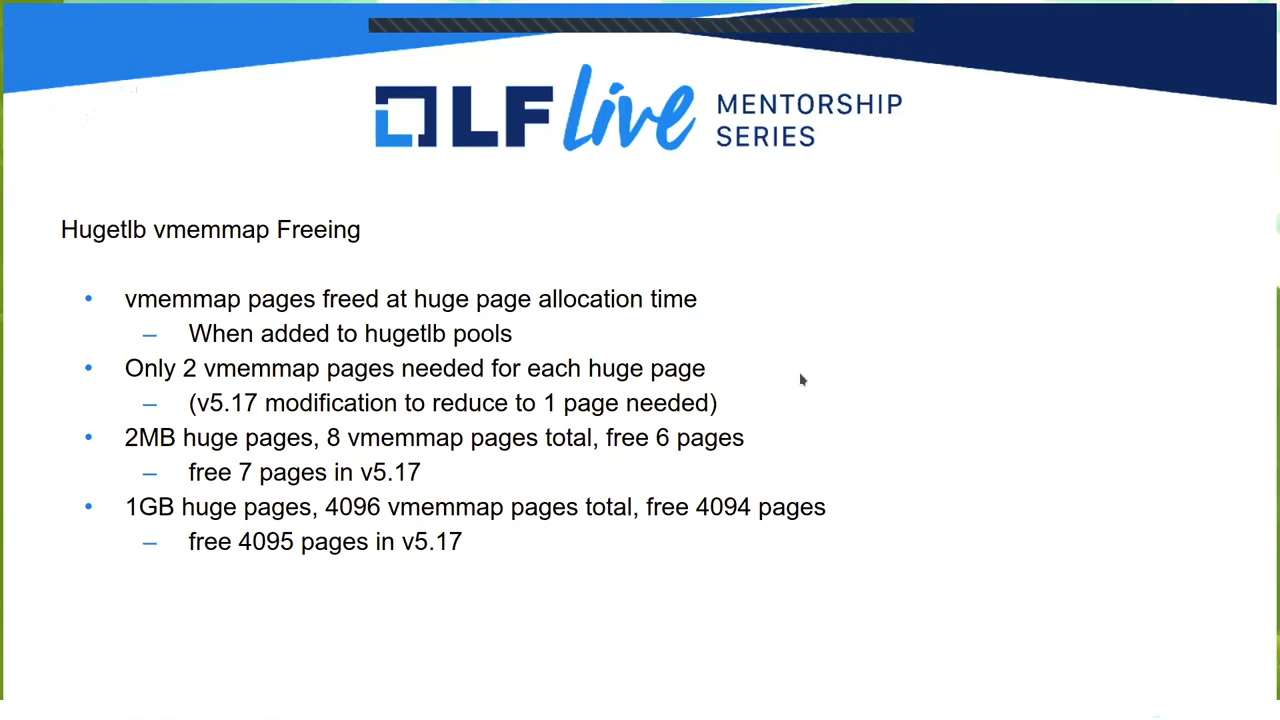 LF Live MENTORSHIP
SERIES
Hugetlb vmemmap Freeing
• vmemmap pages freed at huge page allocation time
– When added to hugetlb pools
• Only 2 vmemmap pages needed for each huge page
– (v5.17 modification to reduce to 1 page needed)
• 2MB huge pages, 8 vmemmap pages total, free 6 pages
– free 7 pages in v5.17
• 1GB huge pages, 4096 vmemmap pages total, free 4094 pages
– free 4095 pages in v5.17